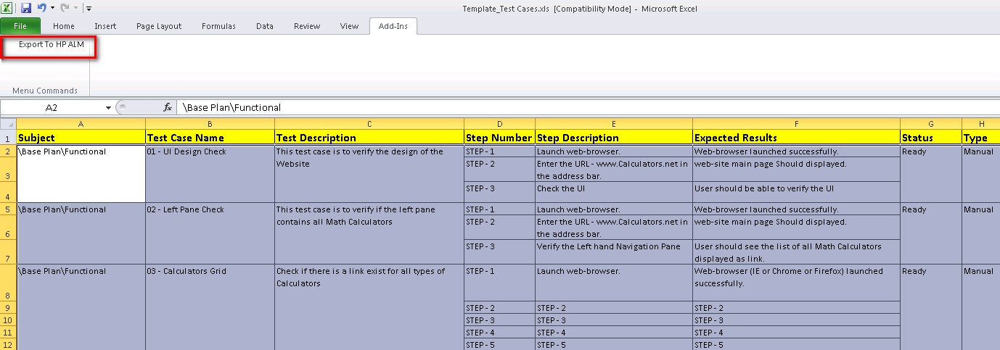 Template_Test Cases.xls [Compatibility Mode] - Microsoft Excel
File Home Insert Page Layout Formulas Data Review View Add-Ins
Export To HP ALM
Menu Commands
A2 fx \Base Plan\Functional
A B C D E F G H
1 Subject Test Case Name Test Description Step Number Step Description Expected Results Status Type
2 \Base Plan\Functional 01 - UI Design Check This test case is to verify the design of the STEP - 1 Launch web-browser. Web-browser launched successfully. Ready Manual
Website STEP - 2 Enter the URL - www.Calculators.net in web-site main page Should displayed.
3 the address bar.
STEP - 3 Check the UI User should be able to verify the UI
4
5 \Base Plan\Functional 02 - Left Pane Check This test case is to verify if the left pane STEP - 1 Launch web-browser. Web-browser launched successfully. Ready Manual
contains all Math Calculators STEP - 2 Enter the URL - www.Calculators.net in web-site main page Should displayed.
6 the address bar.
STEP - 3 Verify the Left hand Navigation Pane User should see the list of all Math Calculators
7 displayed as link.
\Base Plan\Functional 03 - Calculators Grid Check if there is a link exist for all types of STEP - 1 Launch web-browser. Web-browser (IE or Chrome or Firefox) launched Ready Manual
Calculators successfully.
8
9 STEP - 2 STEP - 2 STEP - 2
10 STEP - 3 STEP - 3 STEP - 3
11 STEP - 4 STEP - 4 STEP - 4
12 STEP - 5 STEP - 5 STEP - 5